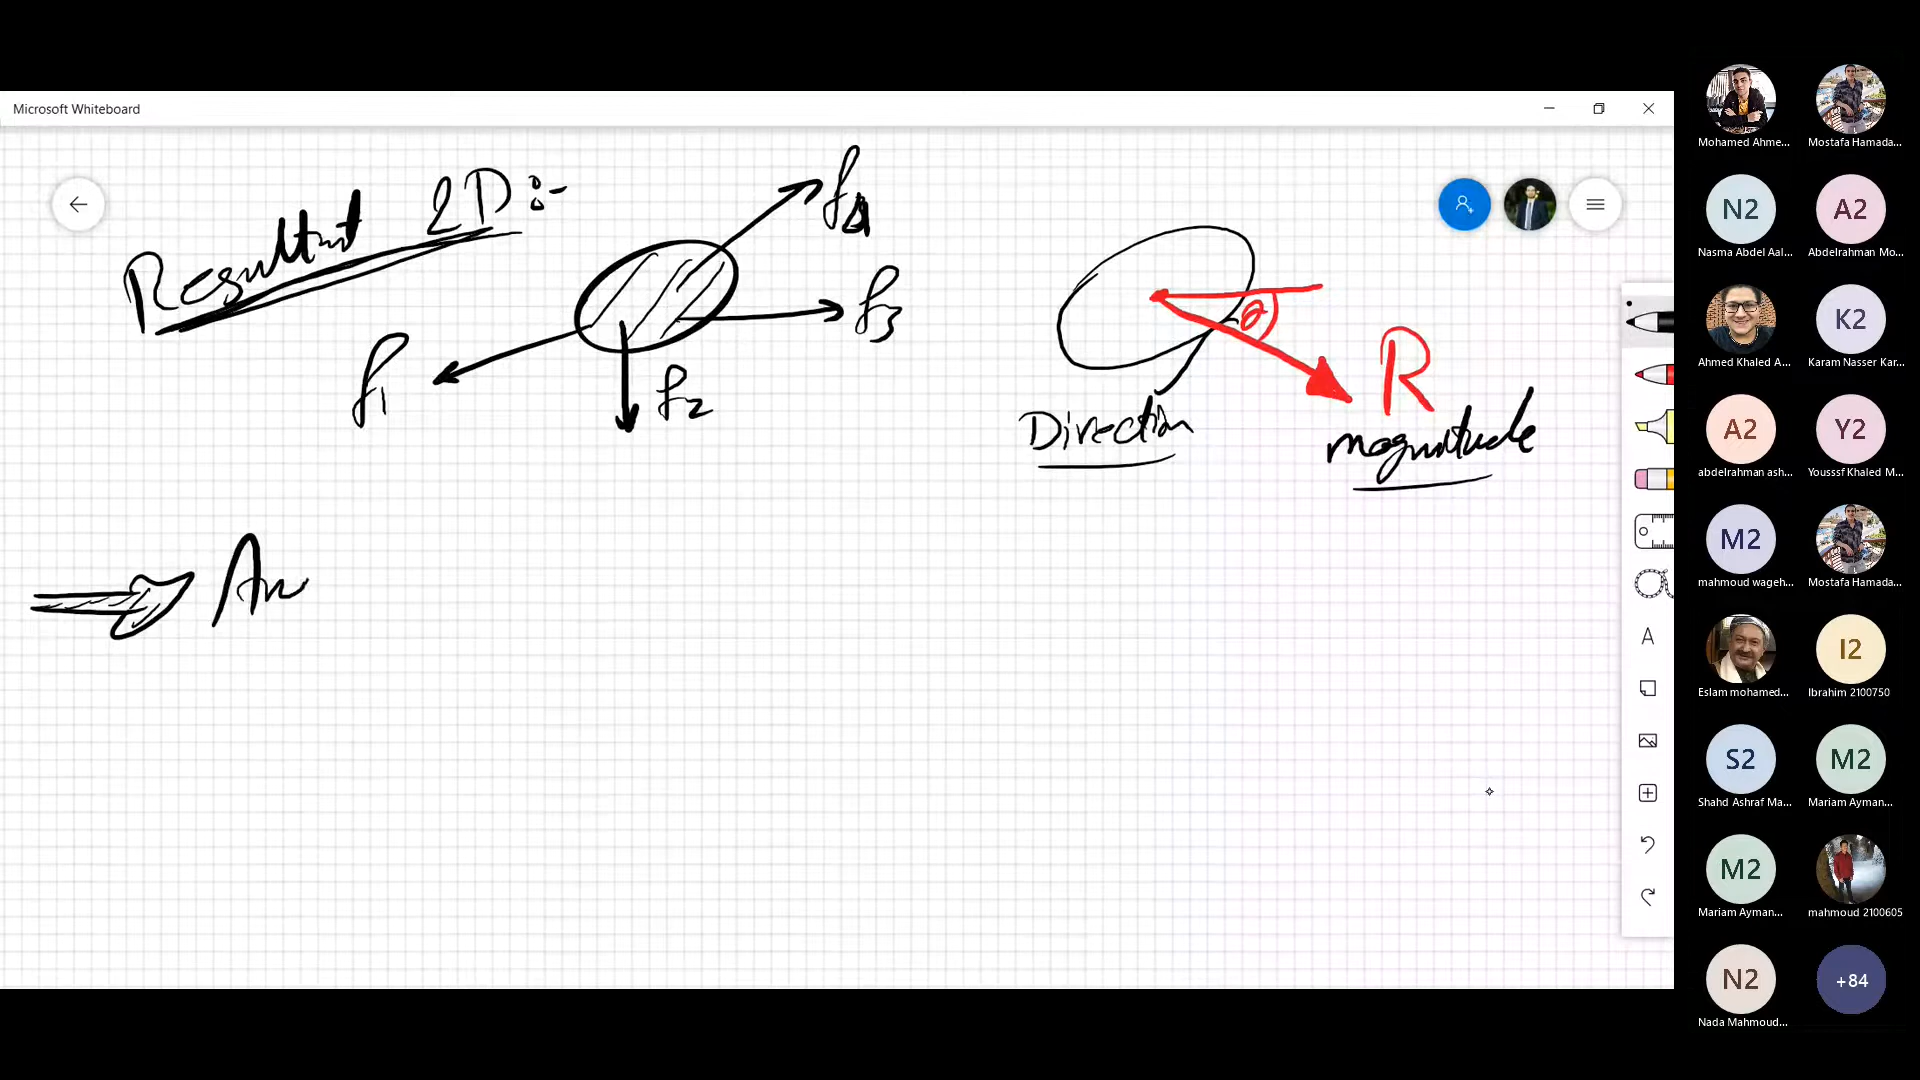 Microsoft Whiteboard
Resultant 2D :-
f4
f3
f1
f2
θ
R
Direction
magnitude
An
A
Mohamed Ahme...
Mostafa Hamada...
N2
Nasma Abdel Aal...
A2
Abdelrahman Mo...
Ahmed Khaled A...
K2
Karam Nasser Kar...
A2
abdelrahman ash...
Y2
Yousssf Khaled M...
M2
mahmoud wageh...
Mostafa Hamada...
Eslam mohamed...
I2
Ibrahim 2100750
S2
Shahd Ashraf Ma...
M2
Mariam Ayman...
M2
Mariam Ayman...
mahmoud 2100605
N2
Nada Mahmoud...
+84